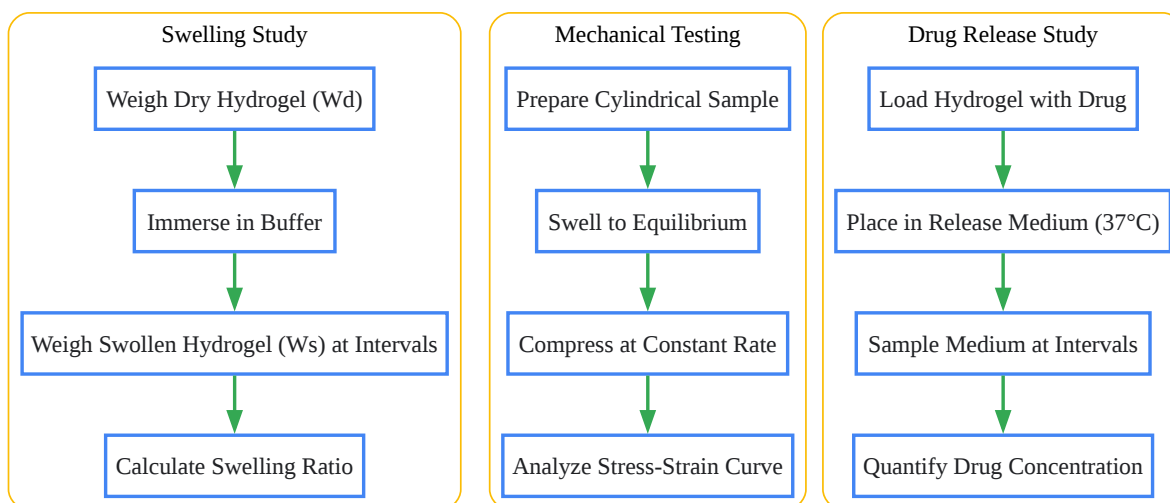 Swelling Study
Weigh Dry Hydrogel (Wd)
Immerse in Buffer
Weigh Swollen Hydrogel (Ws) at Intervals
Calculate Swelling Ratio
Mechanical Testing
Prepare Cylindrical Sample
Swell to Equilibrium
Compress at Constant Rate
Analyze Stress-Strain Curve
Drug Release Study
Load Hydrogel with Drug
Place in Release Medium (37°C)
Sample Medium at Intervals
Quantify Drug Concentration